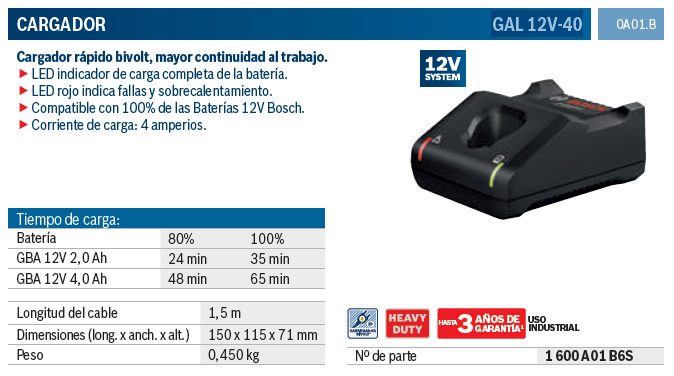 CARGADOR GAL 12V-40 0A01.B
Cargador rápido bivolt, mayor continuidad al trabajo.
LED indicador de carga completa de la batería.
LED rojo indica fallas y sobrecalentamiento.
Compatible con 100% de las Baterías 12V Bosch.
Corriente de carga: 4 amperios.
12V
SYSTEM
BOSCH
Tiempo de carga:
Batería 80% 100%
GBA 12V 2,0 Ah 24 min 35 min
GBA 12V 4,0 Ah 48 min 65 min
Longitud del cable 1,5 m
Dimensiones (long. x anch. x alt.) 150 x 115 x 71 mm
Peso 0,450 kg
CARREGADOR
BIVOLT
HEAVY
DUTY
HASTA 3 AÑOS DE
GARANTÍA¹
USO
INDUSTRIAL
Nº de parte 1 600 A01 B6S